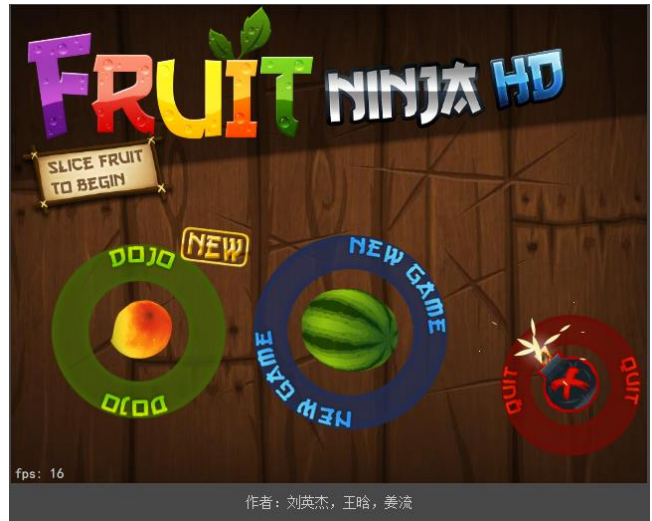 FRUIT NINJA HD
SLICE FRUIT
TO BEGIN
DOJO
NEW
DOJO
NEW GAME
NEW GAME
QUIT
QUIT
fps: 16
作者：刘英杰，王晗，姜流